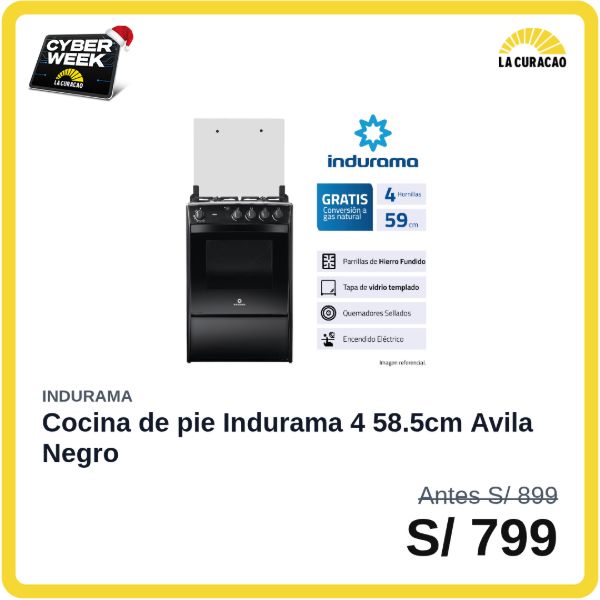 CYBER
WEEK
LA CURACAO
LA CURACAO
indurama
GRATIS
Conversión a
gas natural
4 Hornillas
59 cm
Parrillas de Hierro Fundido
Tapa de vidrio templado
Quemadores Sellados
Encendido Eléctrico
Imagen referencial.
indurama
INDURAMA
Cocina de pie Indurama 4 58.5cm Avila
Negro
Antes S/ 899
S/ 799